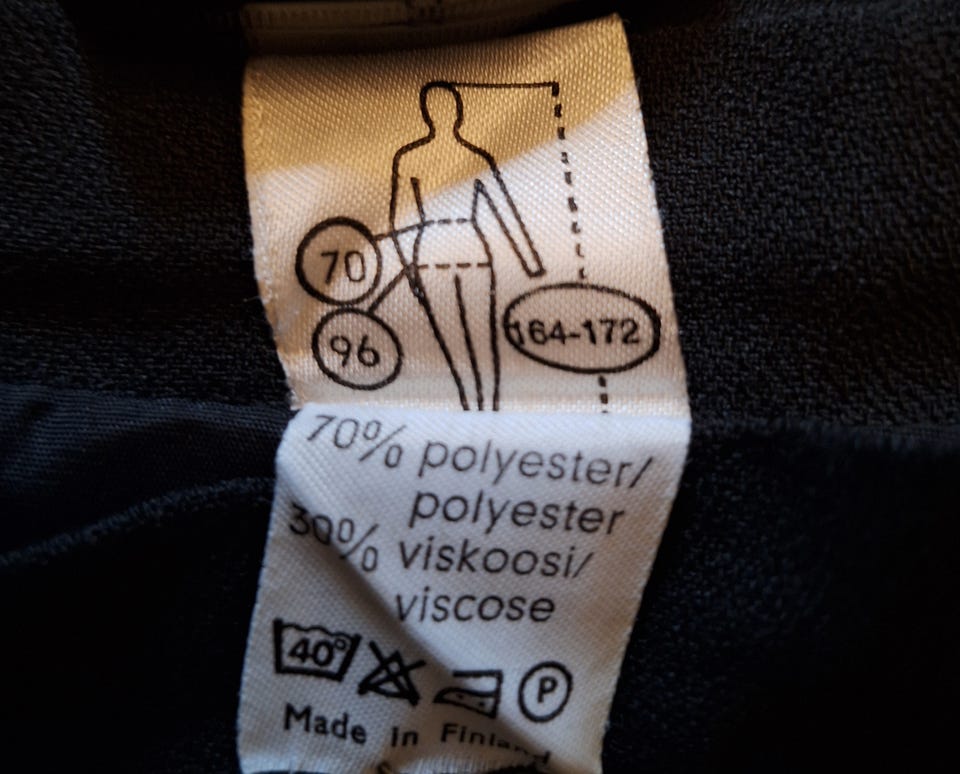 70
96
164-172
70% polyester/
polyester
30% viskoosi/
viscose
40°
P
Made in Finland